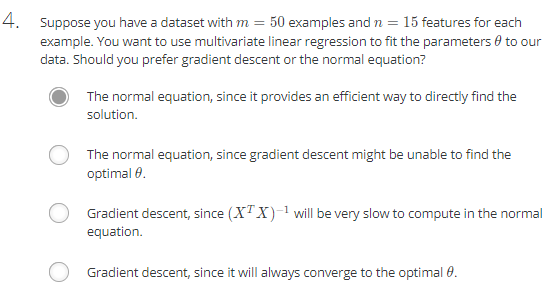 4. Suppose you have a dataset with m = 50 examples and n = 15 features for each
example. You want to use multivariate linear regression to fit the parameters θ to our
data. Should you prefer gradient descent or the normal equation?
The normal equation, since it provides an efficient way to directly find the
solution.
The normal equation, since gradient descent might be unable to find the
optimal θ.
Gradient descent, since (XᵀX)⁻¹ will be very slow to compute in the normal
equation.
Gradient descent, since it will always converge to the optimal θ.